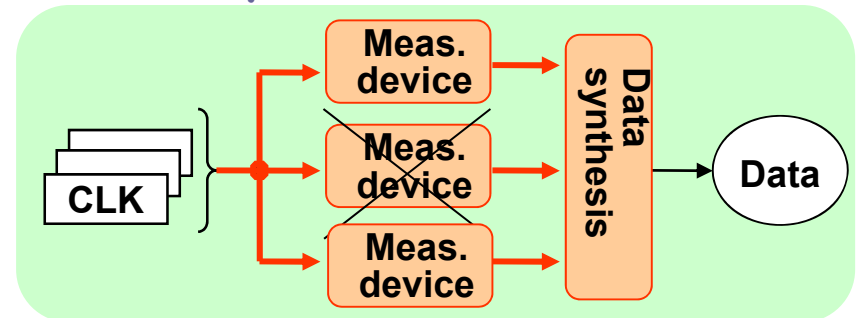 Meas.
device
Meas.
device
Meas.
device
CLK
Data
synthesis
Data